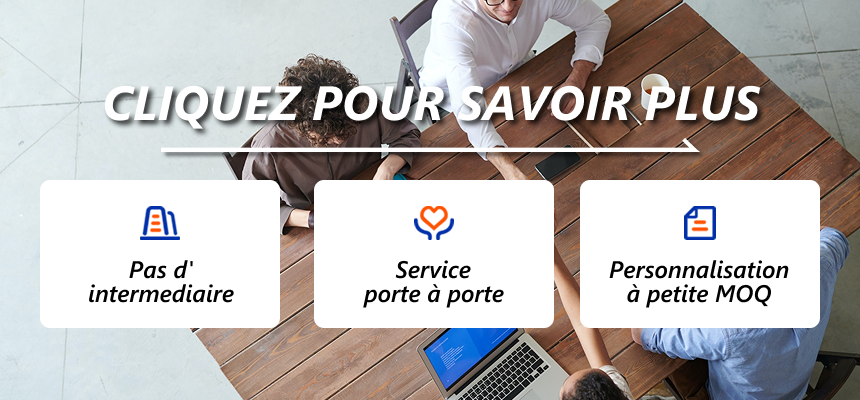 CLIQUEZ POUR SAVOIR PLUS
Pas d'
intermediaire
Service
porte à porte
Personnalisation
à petite MOQ